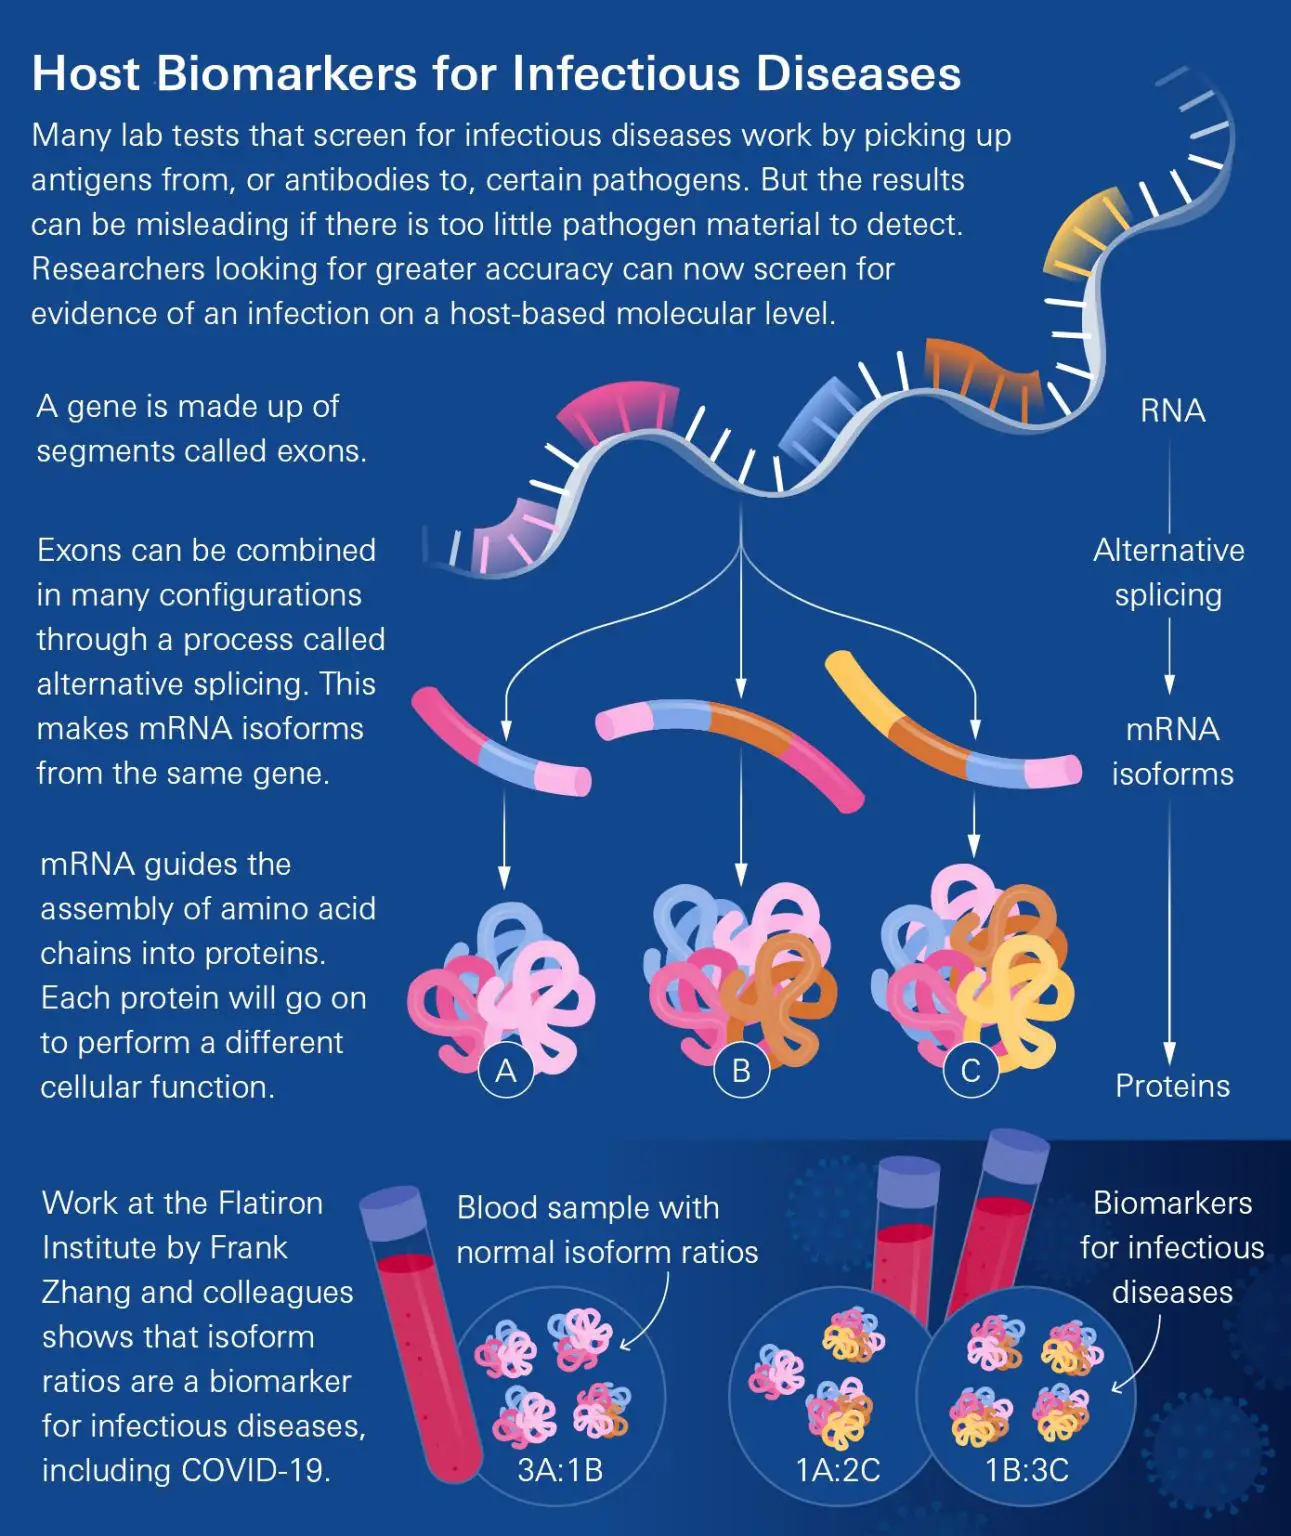 Host Biomarkers for Infectious Diseases
Many lab tests that screen for infectious diseases work by picking up
antigens from, or antibodies to, certain pathogens. But the results
can be misleading if there is too little pathogen material to detect.
Researchers looking for greater accuracy can now screen for
evidence of an infection on a host-based molecular level.
A gene is made up of
segments called exons.
RNA
Exons can be combined
in many configurations
through a process called
alternative splicing. This
makes mRNA isoforms
from the same gene.
Alternative
splicing
mRNA
isoforms
mRNA guides the
assembly of amino acid
chains into proteins.
Each protein will go on
to perform a different
cellular function.
A
B
C
Proteins
Work at the Flatiron
Institute by Frank
Zhang and colleagues
shows that isoform
ratios are a biomarker
for infectious diseases,
including COVID-19.
Blood sample with
normal isoform ratios
Biomarkers
for infectious
diseases
3A:1B
1A:2C
1B:3C